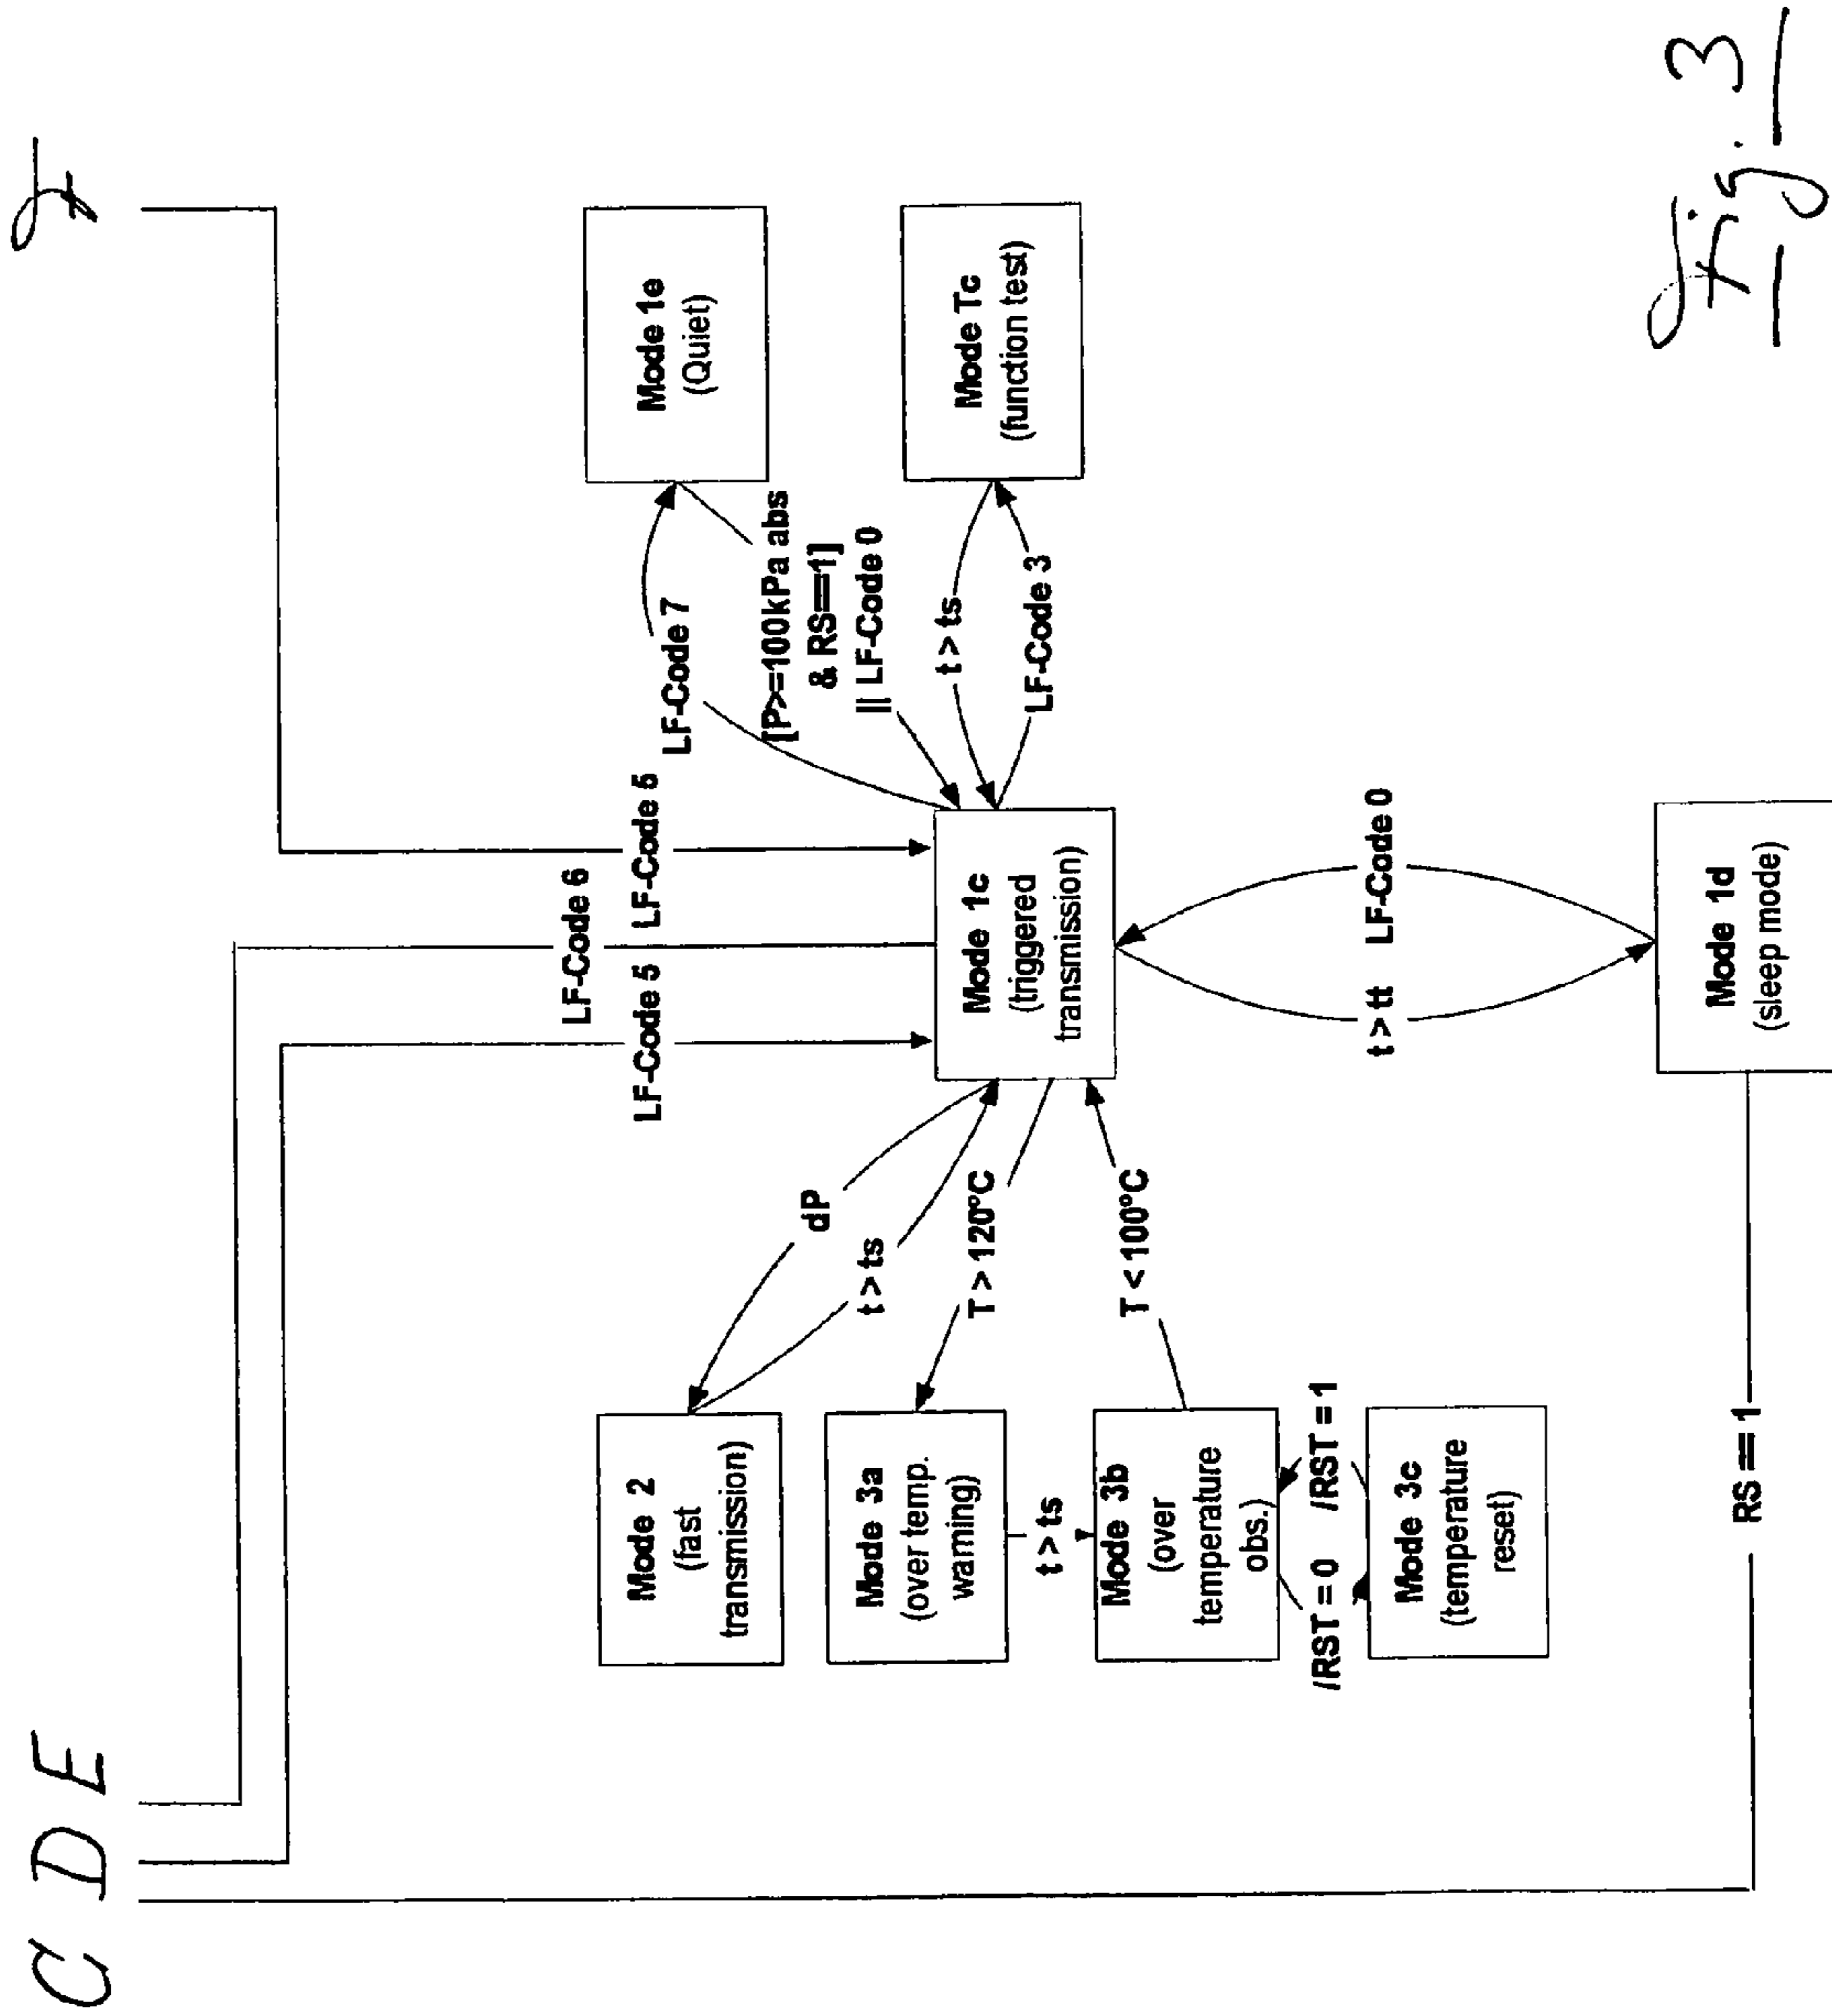 C D E F
LF-Code 6
LF-Code 5
LF-Code 5
Mode 2
(fast
transmission)
Mode 1e
(Quiet)
LF-Code 7
[P>=100kPa abs
& RS==1]
|| LF-Code 0
dP
t > ts
Mode 3a
(over temp.
warning)
T > 120°C
Mode 1c
(triggered
transmission)
t > ts
LF-Code 3
Mode Tc
(function test)
t > ts
Mode 3b
(over
temperature
obs.)
T < 100°C
/RST = 0
/RST = 1
Mode 3c
(temperature
reset)
t > tt
LF-Code 0
RS == 1
Mode 1d
(sleep mode)
Fig. 3